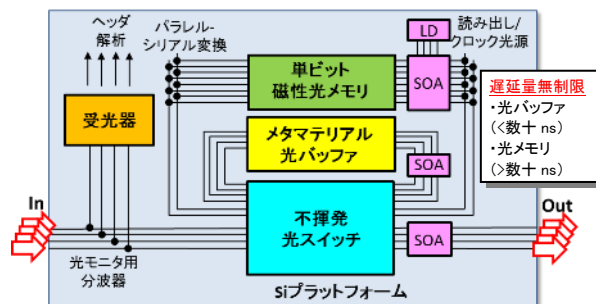 ヘッダ
解析
パラレル-
シリアル変換
LD
読み出し/
クロック光源
単ビット
磁性光メモリ
SOA
受光器
メタマテリアル
光バッファ
SOA
遅延量無制限
・光バッファ
(<数十 ns)
・光メモリ
(>数十 ns)
In
不揮発
光スイッチ
SOA
Out
光モニタ用
分波器
Siプラットフォーム